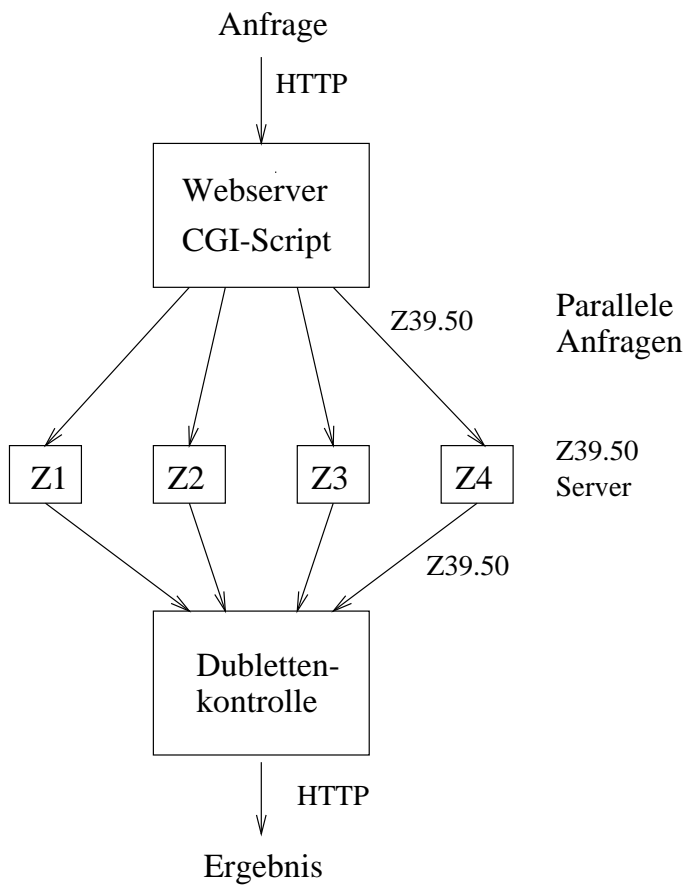 Anfrage
HTTP
Webserver
CGI-Script
Z39.50
Parallele
Anfragen
Z1 Z2 Z3 Z4
Z39.50
Server
Z39.50
Dubletten-
kontrolle
HTTP
Ergebnis